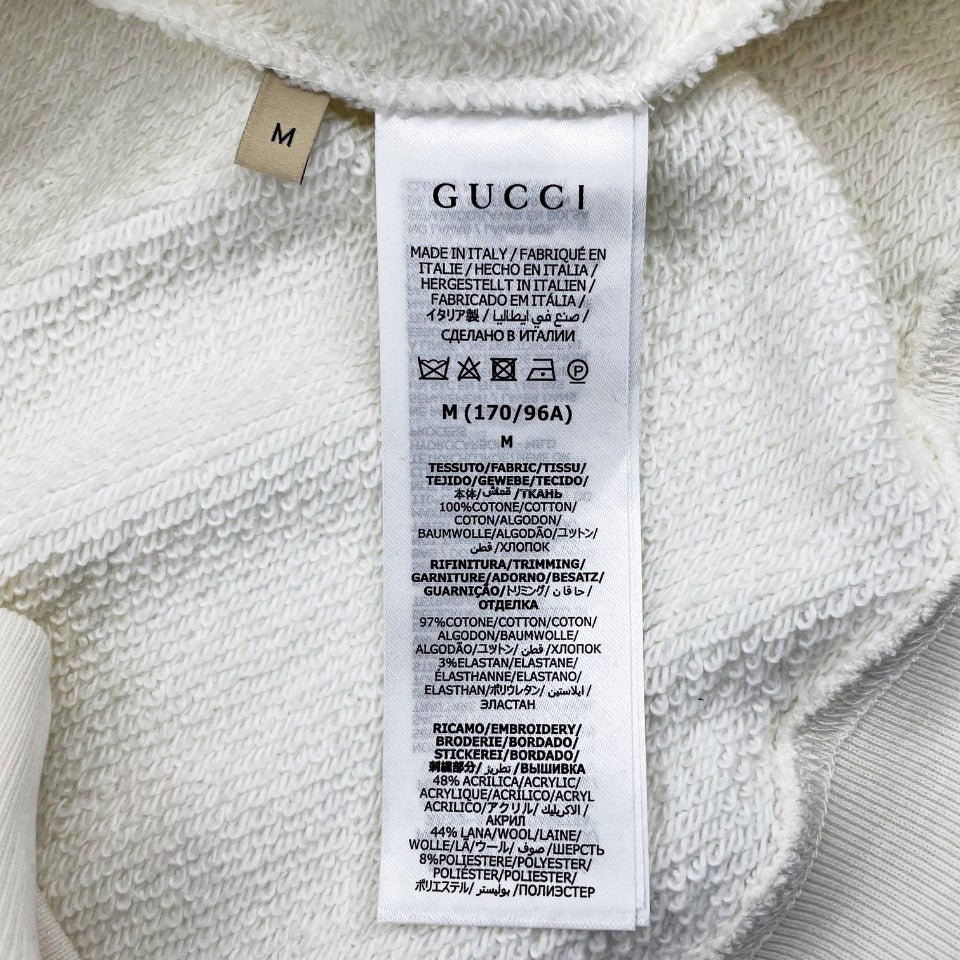 M
GUCCI
MADE IN ITALY / FABRIQUÉ EN
ITALIE / HECHO EN ITALIA /
HERGESTELLT IN ITALIEN /
FABRICADO EM ITÁLIA /
イタリア製 / صنع في ايطاليا /
СДЕЛАНО В ИТАЛИИ
P
M (170/96A)
M
TESSUTO/FABRIC/TISSU/
TEJIDO/GEWEBE/TECIDO/
本体/قماش/ТКАНЬ
100%COTONE/COTTON/
COTON/ALGODON/
BAUMWOLLE/ALGODÃO/コットン/
قطن/ХЛОПОК
RIFINITURA/TRIMMING/
GARNITURE/ADORNO/BESATZ/
GUARNIÇÃO/トリミング/حافان/
ОТДЕЛКА
97%COTONE/COTTON/COTON/
ALGODON/BAUMWOLLE/
ALGODÃO/コットン/قطن/ХЛОПОК
3%ELASTAN/ELASTANE/
ÉLASTHANNE/ELASTANO/
ELASTHAN/ポリウレタン/ايلاستين/
ЭЛАСТАН
RICAMO/EMBROIDERY/
BRODERIE/BORDADO/
STICKEREI/BORDADO/
刺繍部分/تطريز/ВЫШИВКА
48% ACRILICA/ACRYLIC/
ACRYLIQUE/ACRÍLICO/ACRYL
ACRILICO/アクリル/الاكريليك/
АКРИЛ
44% LANA/WOOL/LAINE/
WOLLE/LÃ/ウール/صوف/ШЕРСТЬ
8%POLIESTERE/POLYESTER/
POLIÉSTER/POLYESTER/
ポリエステル/بوليستر/ПОЛИЭСТЕР